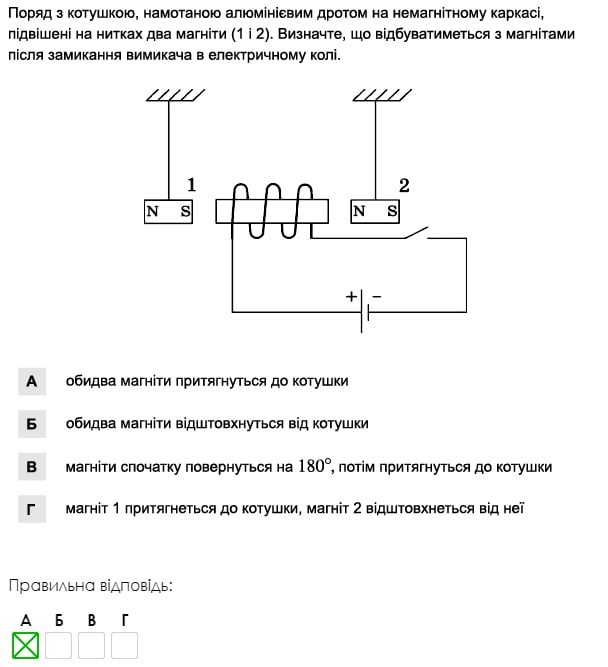 Поряд з котушкою, намотаною алюмінієвим дротом на немагнітному каркасі,
підвішені на нитках два магніти (1 і 2). Визначте, що відбуватиметься з магнітами
після замикання вимикача в електричному колі.
1 2
N S N S
+ −
А обидва магніти притягнуться до котушки
Б обидва магніти відштовхнуться від котушки
В магніти спочатку повернуться на 180°, потім притягнуться до котушки
Г магніт 1 притягнеться до котушки, магніт 2 відштовхнеться від неї
Правильна відповідь:
А Б В Г